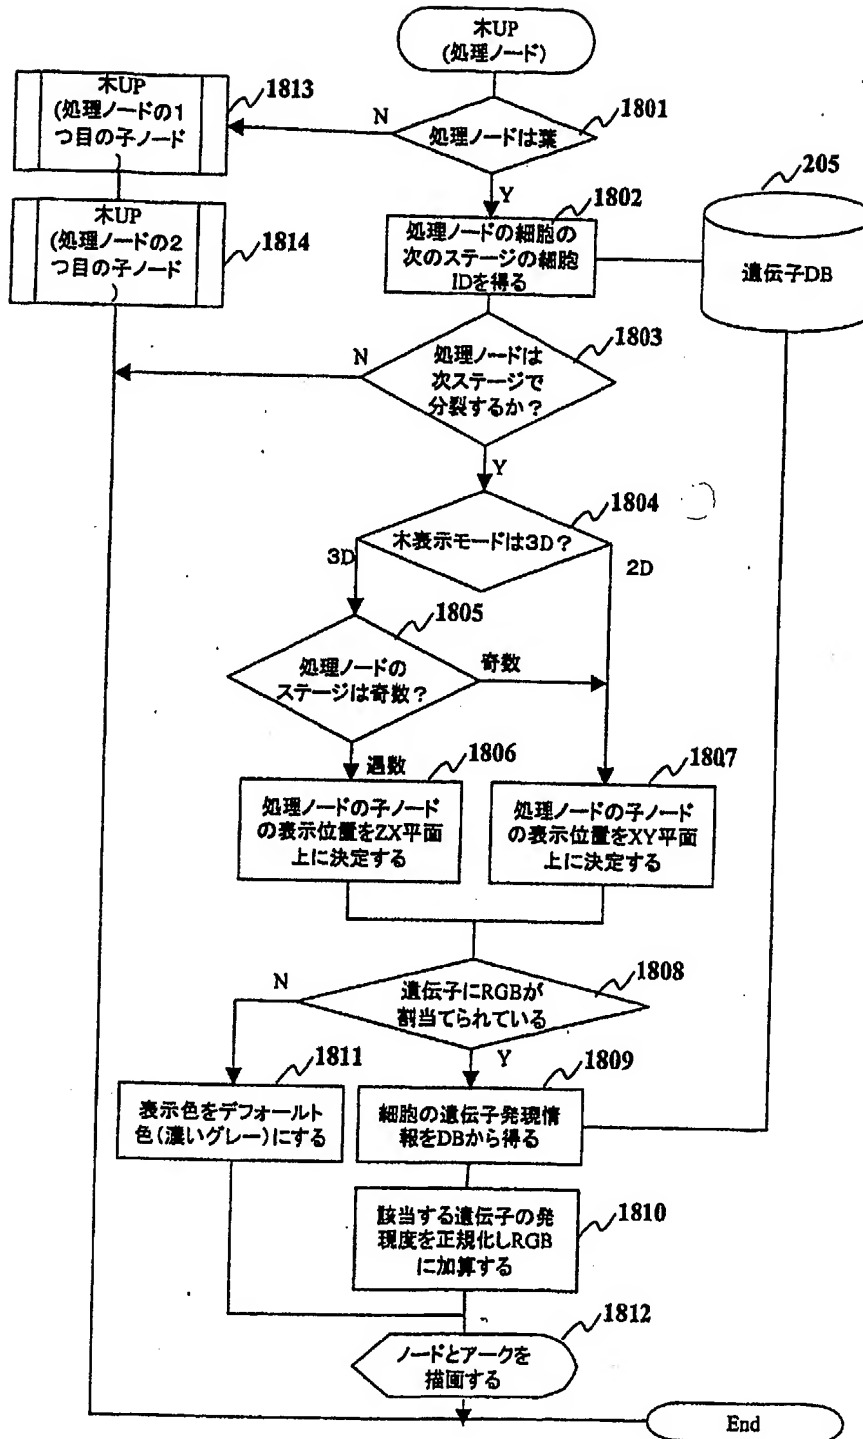 木UP
(処理ノード)
木UP
(処理ノードの1
つ目の子ノード
)
1813
N
処理ノードは葉
1801
Y
木UP
(処理ノードの2
つ目の子ノード
)
1814
処理ノードの細胞の
次のステージの細胞
IDを得る
1802
205
遺伝子DB
N
処理ノードは
次ステージで
分裂するか?
1803
Y
木表示モードは3D?
1804
3D
2D
処理ノードの
ステージは奇数?
1805
奇数
遇数
1806
処理ノードの子ノード
の表示位置をZX平面
上に決定する
1807
処理ノードの子ノード
の表示位置をXY平面
上に決定する
N
遺伝子にRGBが
割当てられている
1808
Y
1811
表示色をデフォールト
色(濃いグレー)にする
1809
細胞の遺伝子発現情
報をDBから得る
該当する遺伝子の発
現度を正規化しRGB
に加算する
1810
ノードとアークを
描画する
1812
End